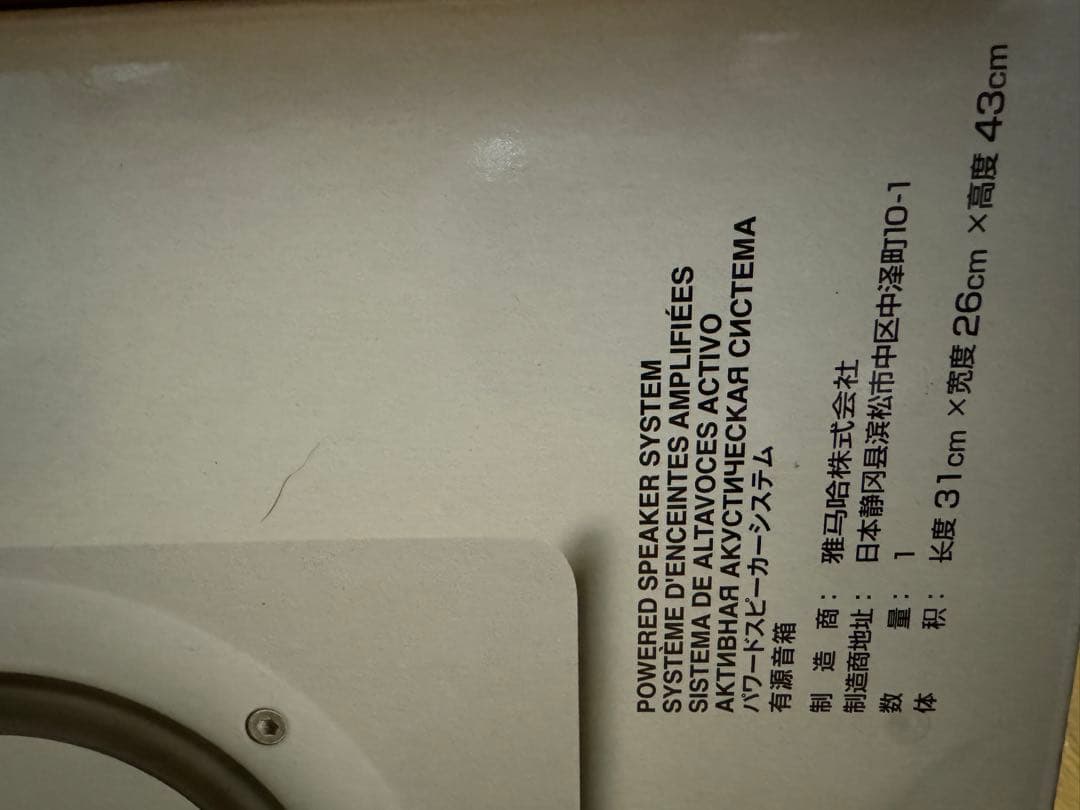 POWERED SPEAKER SYSTEM
SYSTÈME D'ENCEINTES AMPLIFIÉES
SISTEMA DE ALTAVOCES ACTIVO
АКТИВНАЯ АКУСТИЧЕСКАЯ СИСТЕМА
パワードスピーカーシステム
有源音箱
制 造 商： 雅马哈株式会社
制造商地址： 日本静冈县滨松市中区中泽町10-1
数 量： 1
体 积： 长度 31cm ×宽度 26cm ×高度 43cm